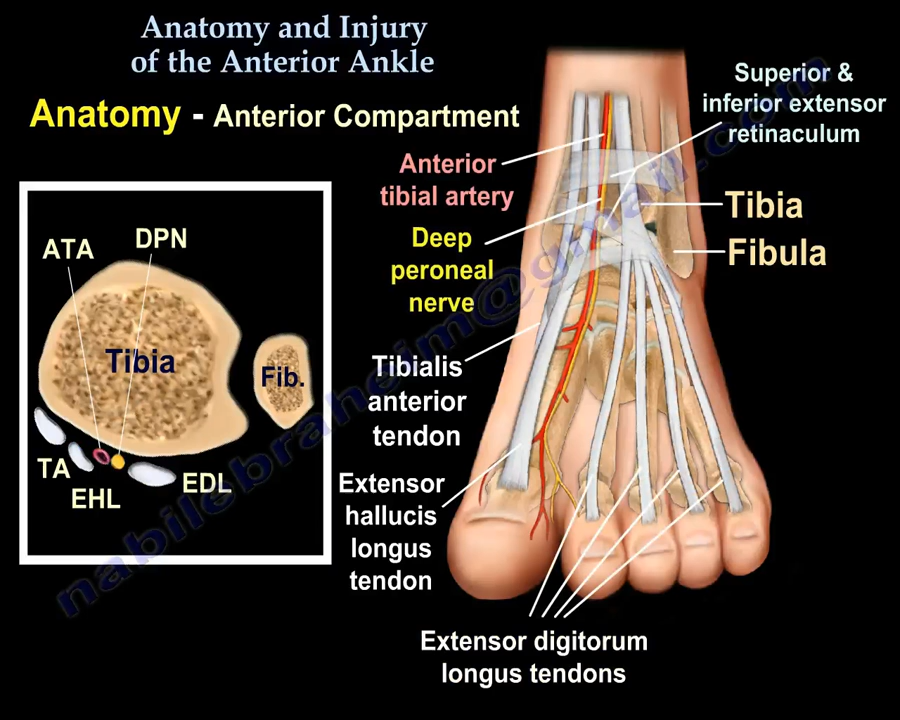 Anatomy and Injury
of the Anterior Ankle
Anatomy - Anterior Compartment
Superior &
inferior extensor
retinaculum
Anterior
tibial artery
Tibia
Deep
peroneal
nerve
Fibula
Tibialis
anterior
tendon
Extensor
hallucis
longus
tendon
Extensor digitorum
longus tendons
ATA
DPN
Tibia
Fib.
TA
EHL
EDL
nabilebraheim@gmail.com